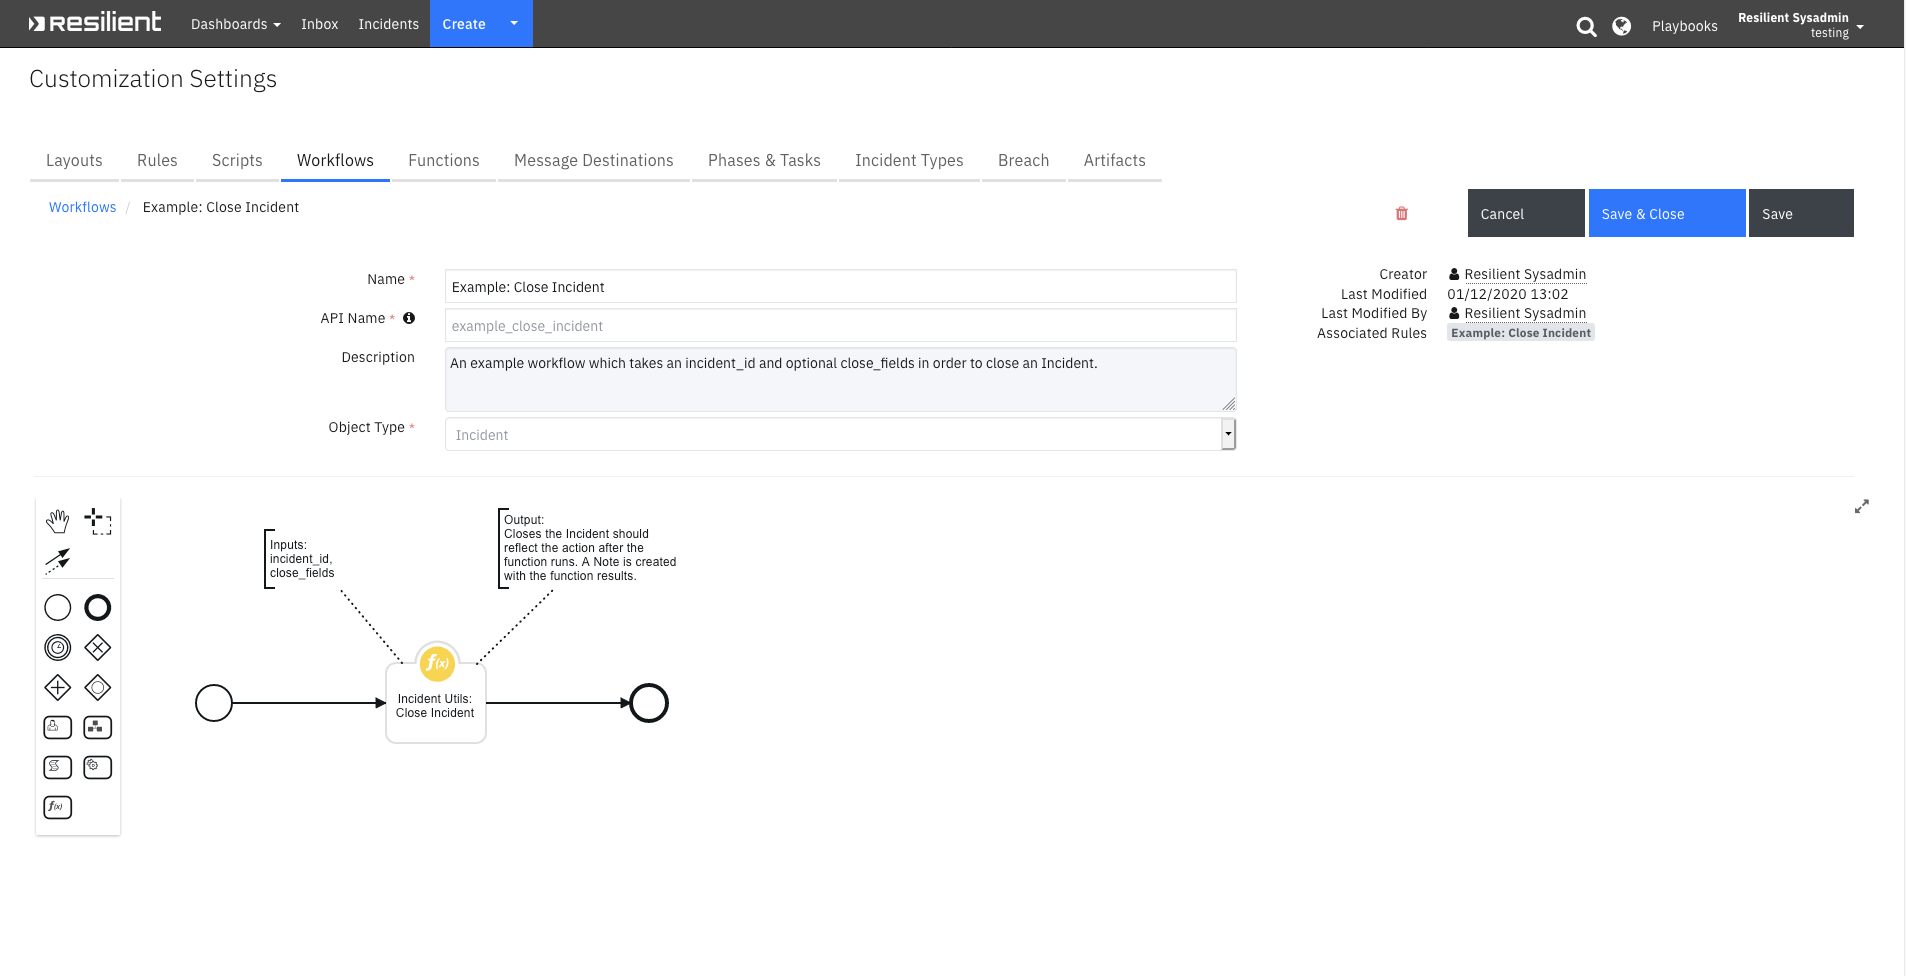 resilient Dashboards Inbox Incidents Create Playbooks Resilient Sysadmin
testing
Customization Settings
Layouts Rules Scripts Workflows Functions Message Destinations Phases & Tasks Incident Types Breach Artifacts
Workflows / Example: Close Incident
Cancel Save & Close Save
Name * Example: Close Incident
API Name * example_close_incident
Description An example workflow which takes an incident_id and optional close_fields in order to close an Incident.
Object Type * Incident
Creator Resilient Sysadmin
Last Modified 01/12/2020 13:02
Last Modified By Resilient Sysadmin
Associated Rules Example: Close Incident
Inputs:
incident_id,
close_fields
Output:
Closes the Incident should
reflect the action after the
function runs. A Note is created
with the function results.
f(x)
Incident Utils:
Close Incident
f(x)